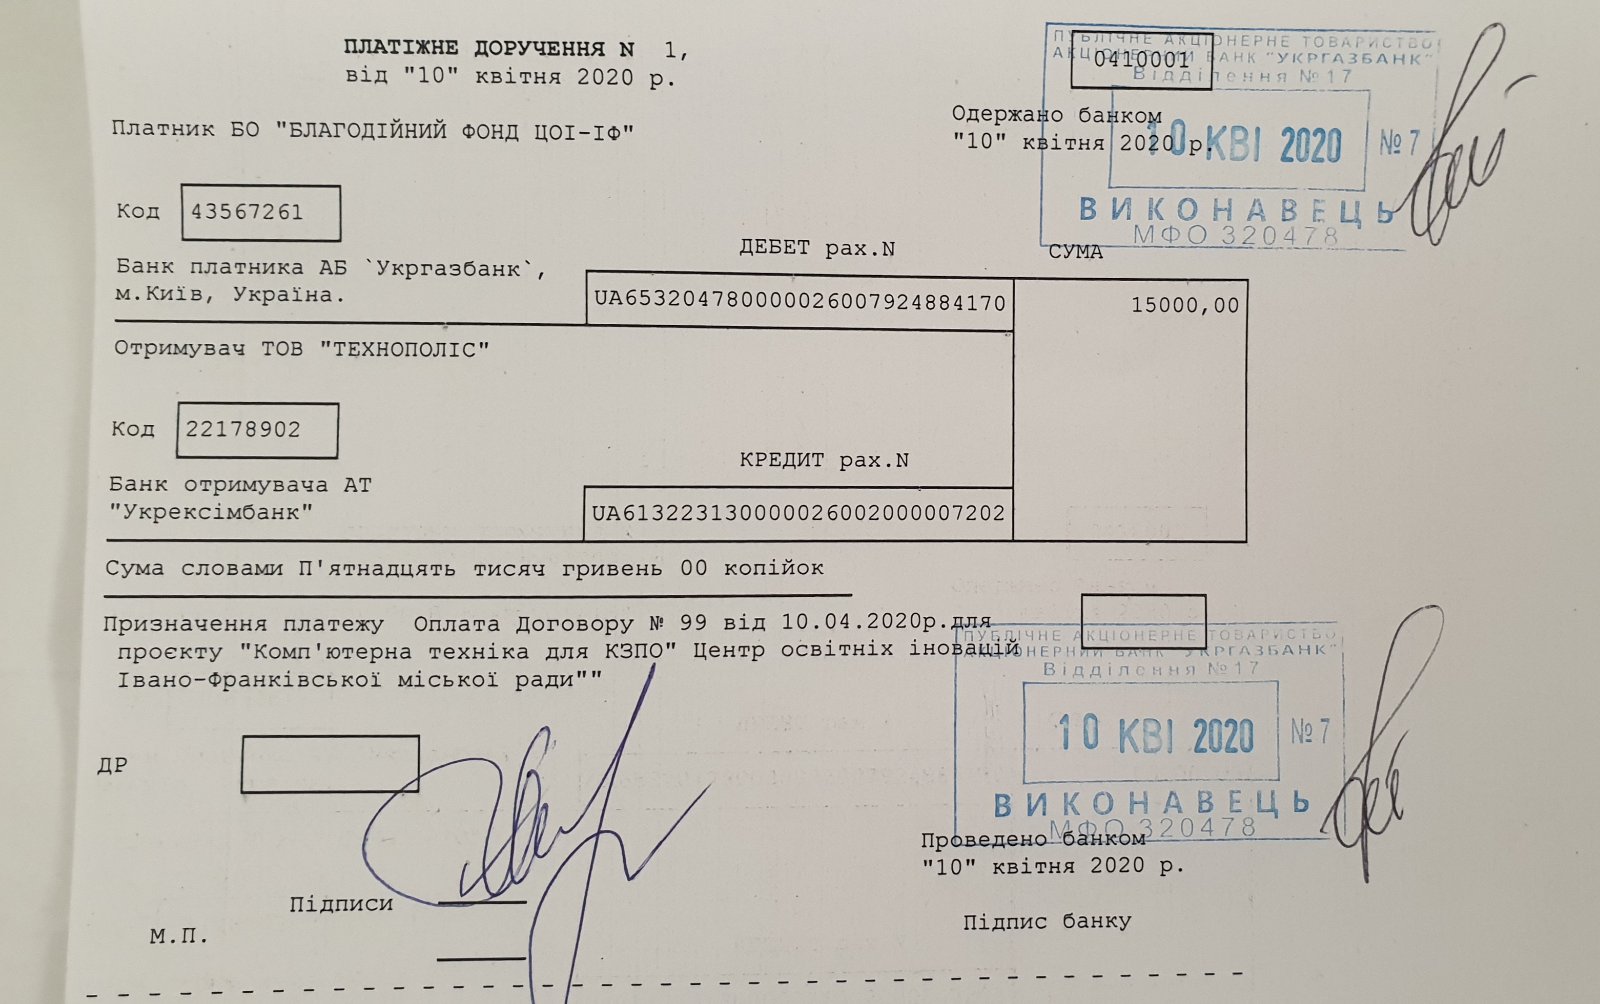 ПЛАТІЖНЕ ДОРУЧЕННЯ N 1,
від "10" квітня 2020 р.
ПУБЛІЧНЕ АКЦІОНЕРНЕ ТОВАРИСТВО
АКЦІОНЕРНИЙ БАНК "УКРГАЗБАНК"
0410001
Відділення №17
Платник БО "БЛАГОДІЙНИЙ ФОНД ЦОІ-ІФ"
Одержано банком
"10" квітня 2020 р.
10 КВІ 2020 №7
ВИКОНАВЕЦЬ
МФО 320478
Код 43567261
ДЕБЕТ рах.N СУМА
Банк платника АБ `Укргазбанк`,
м.Київ, Україна.
UA653204780000026007924884170 15000,00
Отримувач ТОВ "ТЕХНОПОЛІС"
Код 22178902
КРЕДИТ рах.N
Банк отримувача АТ
"Укрексімбанк"
UA613223130000026002000007202
Сума словами П'ятнадцять тисяч гривень 00 копійок
Призначення платежу Оплата Договору № 99 від 10.04.2020р.для
проєкту "Комп'ютерна техніка для КЗПО" Центр освітніх іновацій
Івано-Франківської міської ради""
ПУБЛІЧНЕ АКЦІОНЕРНЕ ТОВАРИСТВО
АКЦІОНЕРНИЙ БАНК "УКРГАЗБАНК"
Відділення №17
10 КВІ 2020 №7
ВИКОНАВЕЦЬ
МФО 320478
ДР
Проведено банком
"10" квітня 2020 р.
Підписи
Підпис банку
М.П.